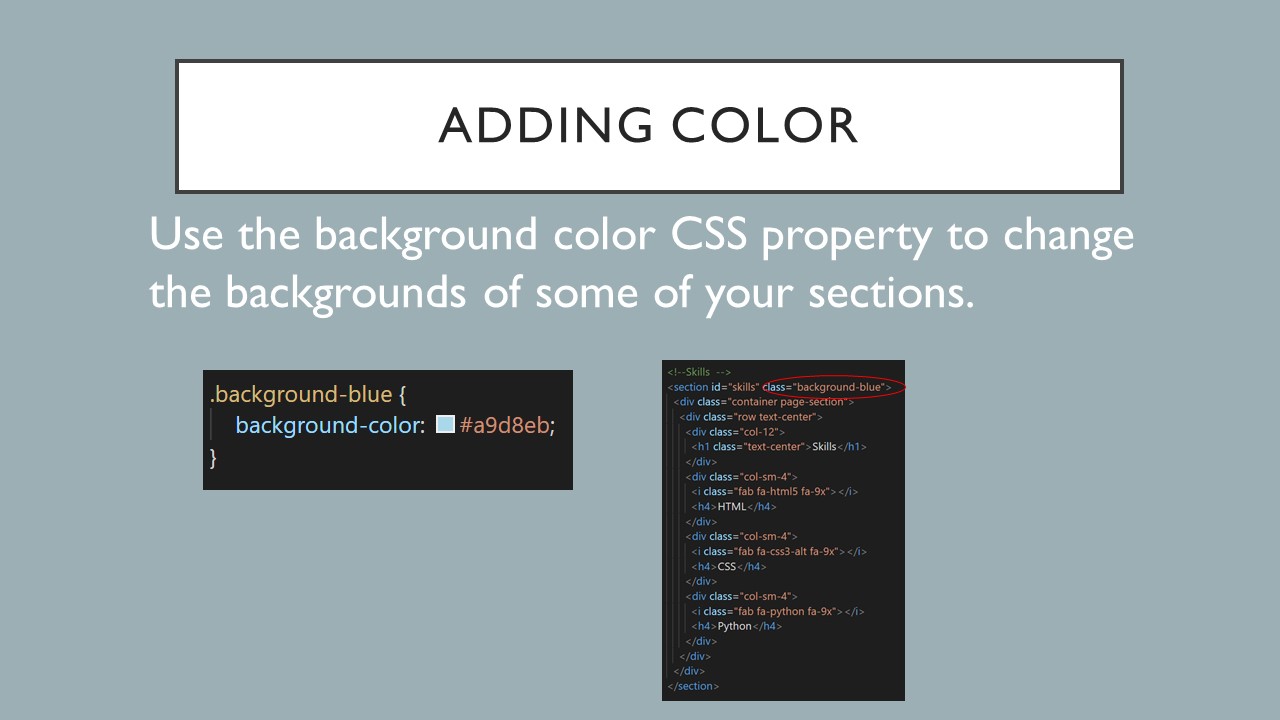 ADDING COLOR
Use the background color CSS property to change
the backgrounds of some of your sections.
.background-blue {
background-color: #a9d8eb;
}
<!--Skills -->
<section id="skills" class="background-blue">
<div class="container page-section">
<div class="row text-center">
<div class="col-12">
<h1 class="text-center">Skills</h1>
</div>
<div class="col-sm-4">
<i class="fab fa-html5 fa-9x"></i>
<h4>HTML</h4>
</div>
<div class="col-sm-4">
<i class="fab fa-css3-alt fa-9x"></i>
<h4>CSS</h4>
</div>
<div class="col-sm-4">
<i class="fab fa-python fa-9x"></i>
<h4>Python</h4>
</div>
</div>
</div>
</section>